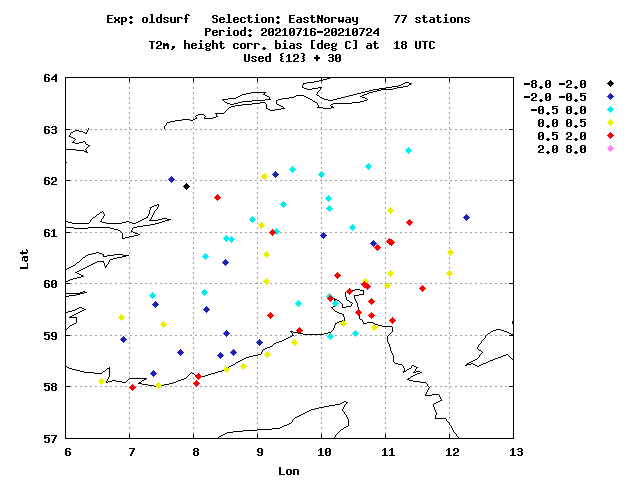 Exp: oldsurf   Selection: EastNorway     77 stations
Period: 20210716-20210724
T2m, height corr. bias [deg C] at  18 UTC
Used {12} + 30
-8.0 -2.0
-2.0 -0.5
-0.5 0.0
0.0 0.5
0.5 2.0
2.0 8.0
64
63
62
61
60
59
58
57
Lat
6 7 8 9 10 11 12 13
Lon